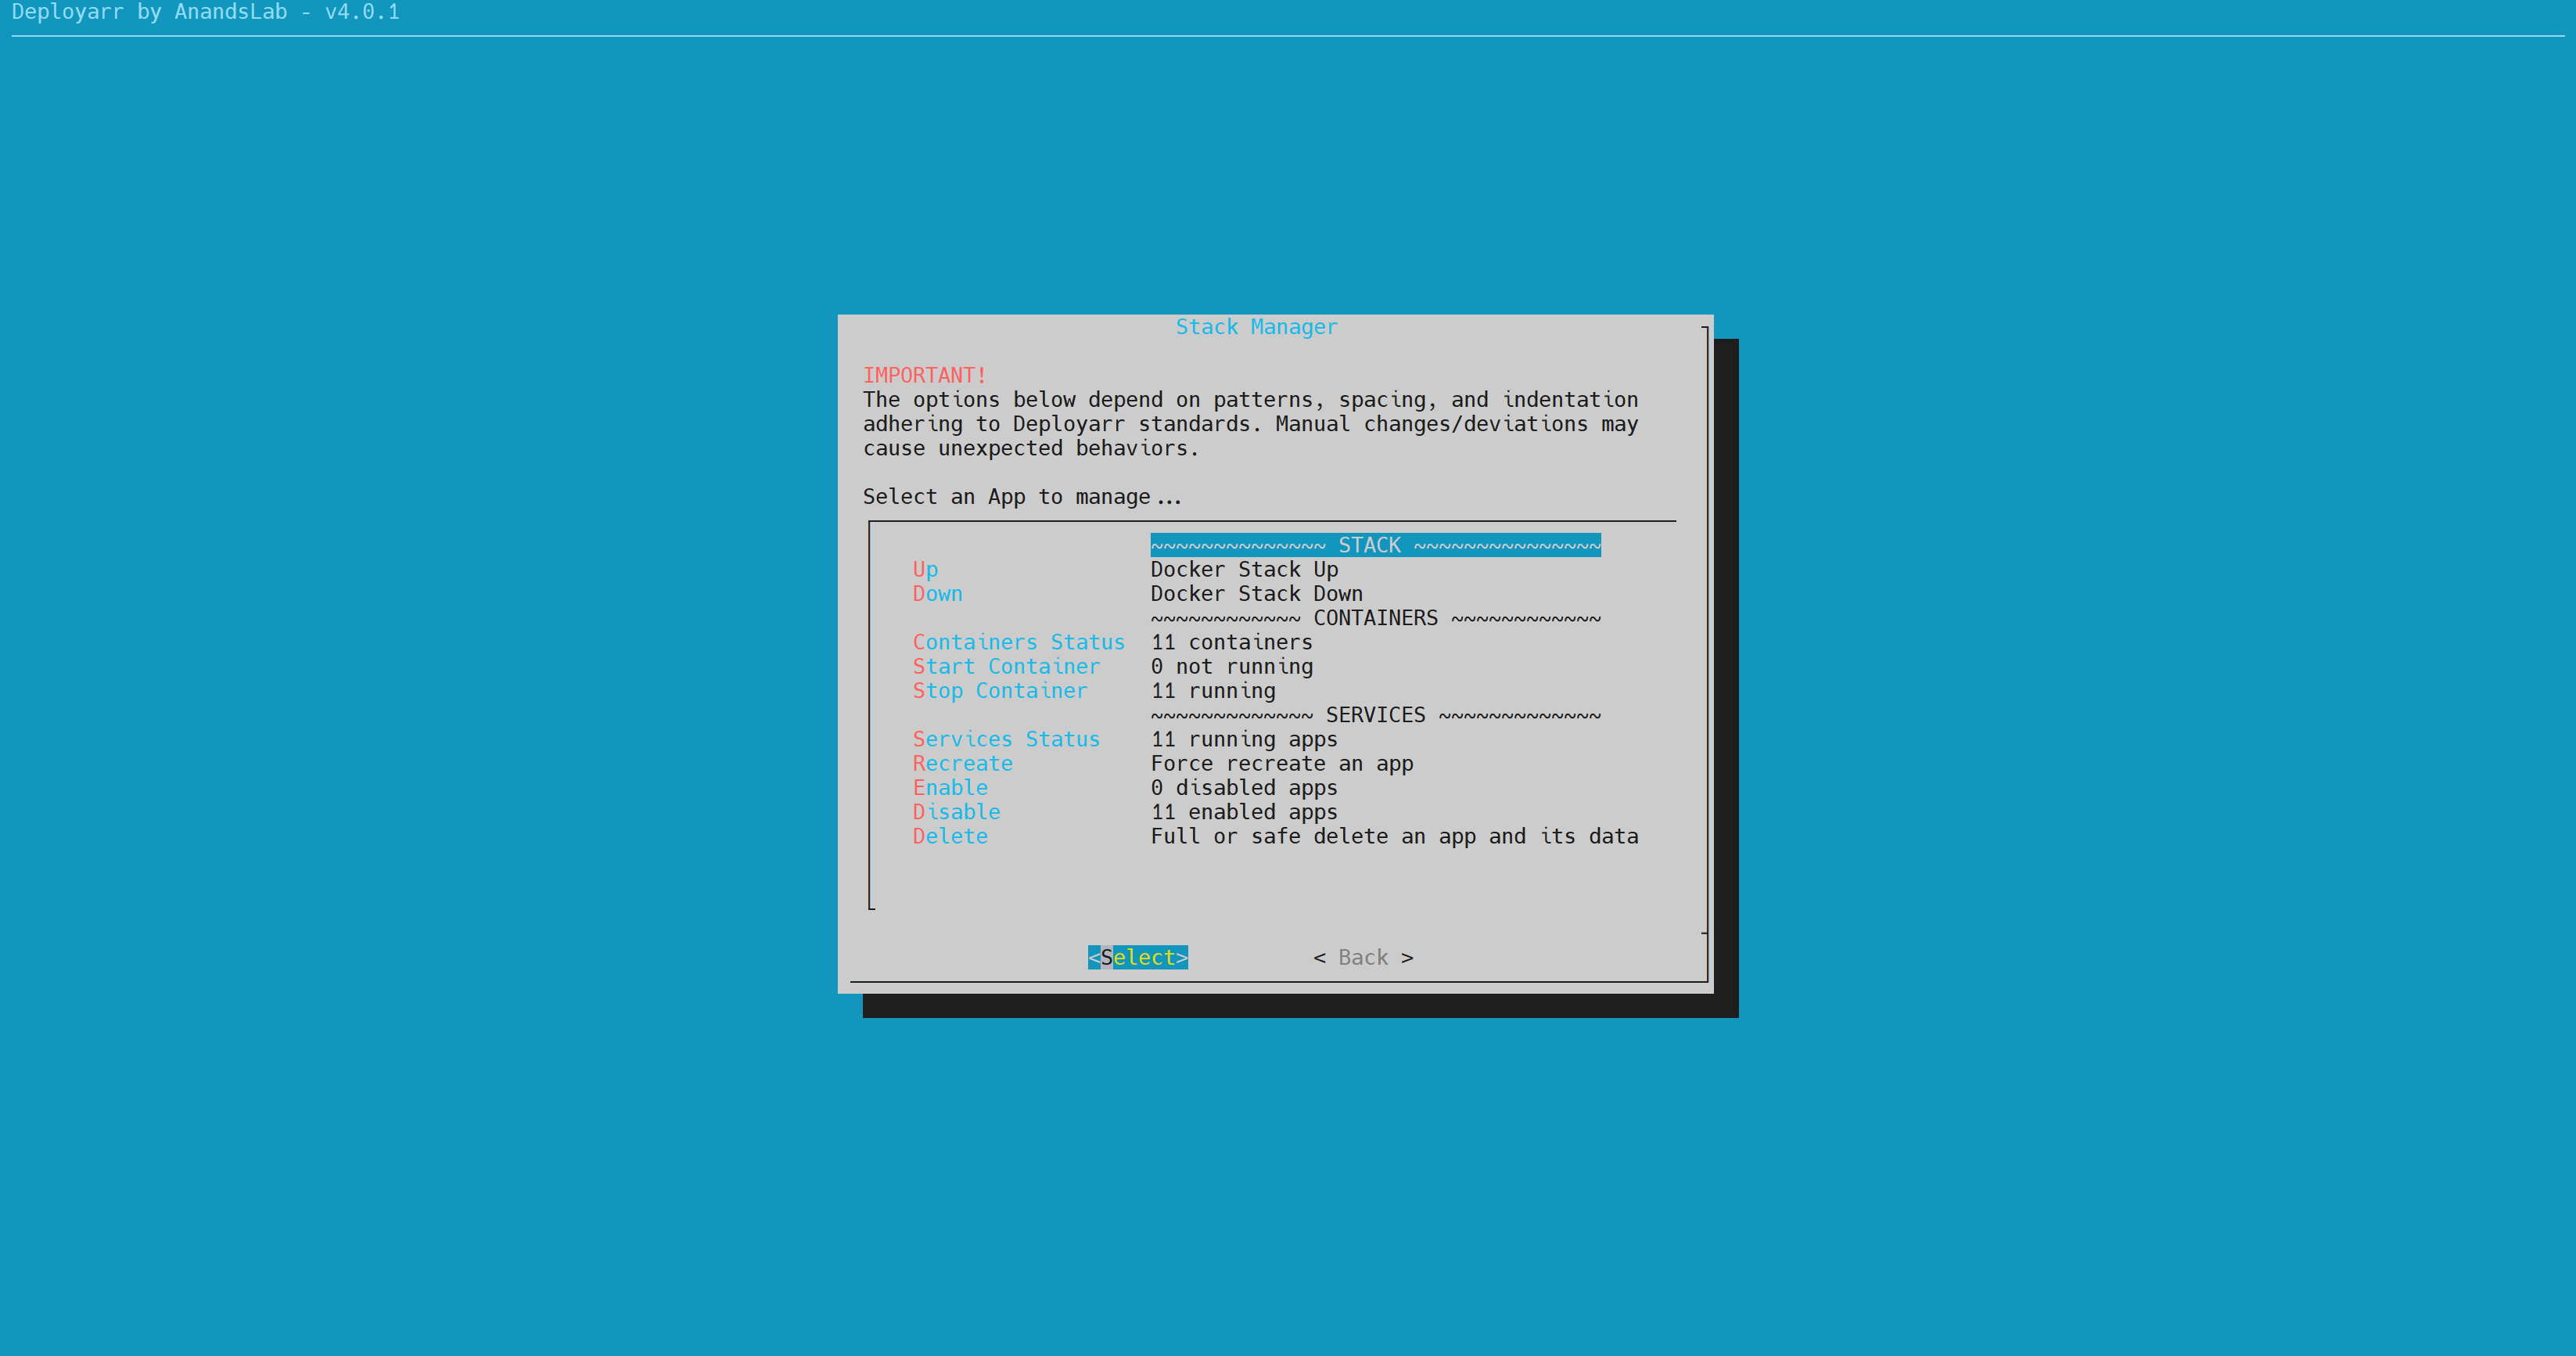 Deployarr by AnandsLab - v4.0.1
Stack Manager
IMPORTANT!
The options below depend on patterns, spacing, and indentation
adhering to Deployarr standards. Manual changes/deviations may
cause unexpected behaviors.
Select an App to manage...
~~~~~~~~~~~~~~ STACK ~~~~~~~~~~~~~~~
Up Docker Stack Up
Down Docker Stack Down
~~~~~~~~~~~~ CONTAINERS ~~~~~~~~~~~~
Containers Status 11 containers
Start Container 0 not running
Stop Container 11 running
~~~~~~~~~~~~~ SERVICES ~~~~~~~~~~~~~
Services Status 11 running apps
Recreate Force recreate an app
Enable 0 disabled apps
Disable 11 enabled apps
Delete Full or safe delete an app and its data
<Select> < Back >